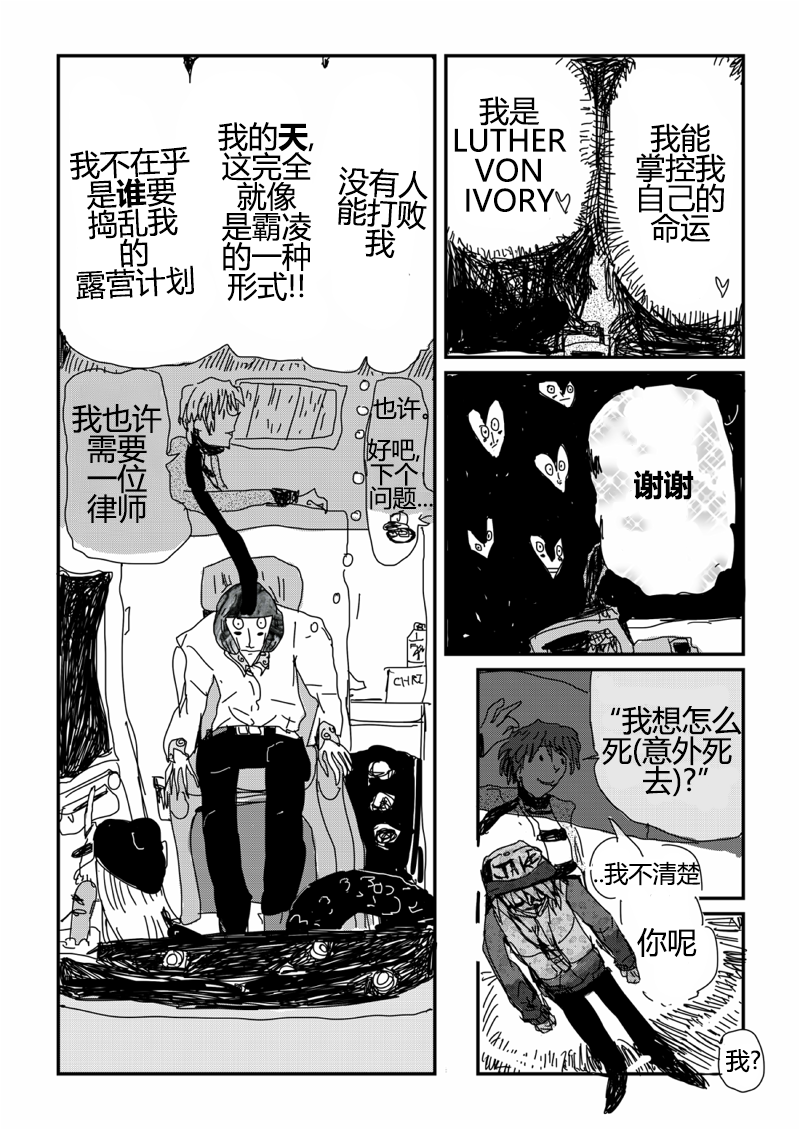 我能
掌控我
自己的
命运♡
我是
LUTHER
VON
IVORY♡
谢谢
“我想怎么
死(意外死
去)?”
JAKE
..我不清楚
你呢
我?
没有人
能打败
我
我的天,
这完全
就像
是霸凌
的一种
形式!!
我不在乎
是谁要
捣乱我
的
露营计划
也许。
好吧,
下个
问题...
我也许
需要
一位
律师
CHRI